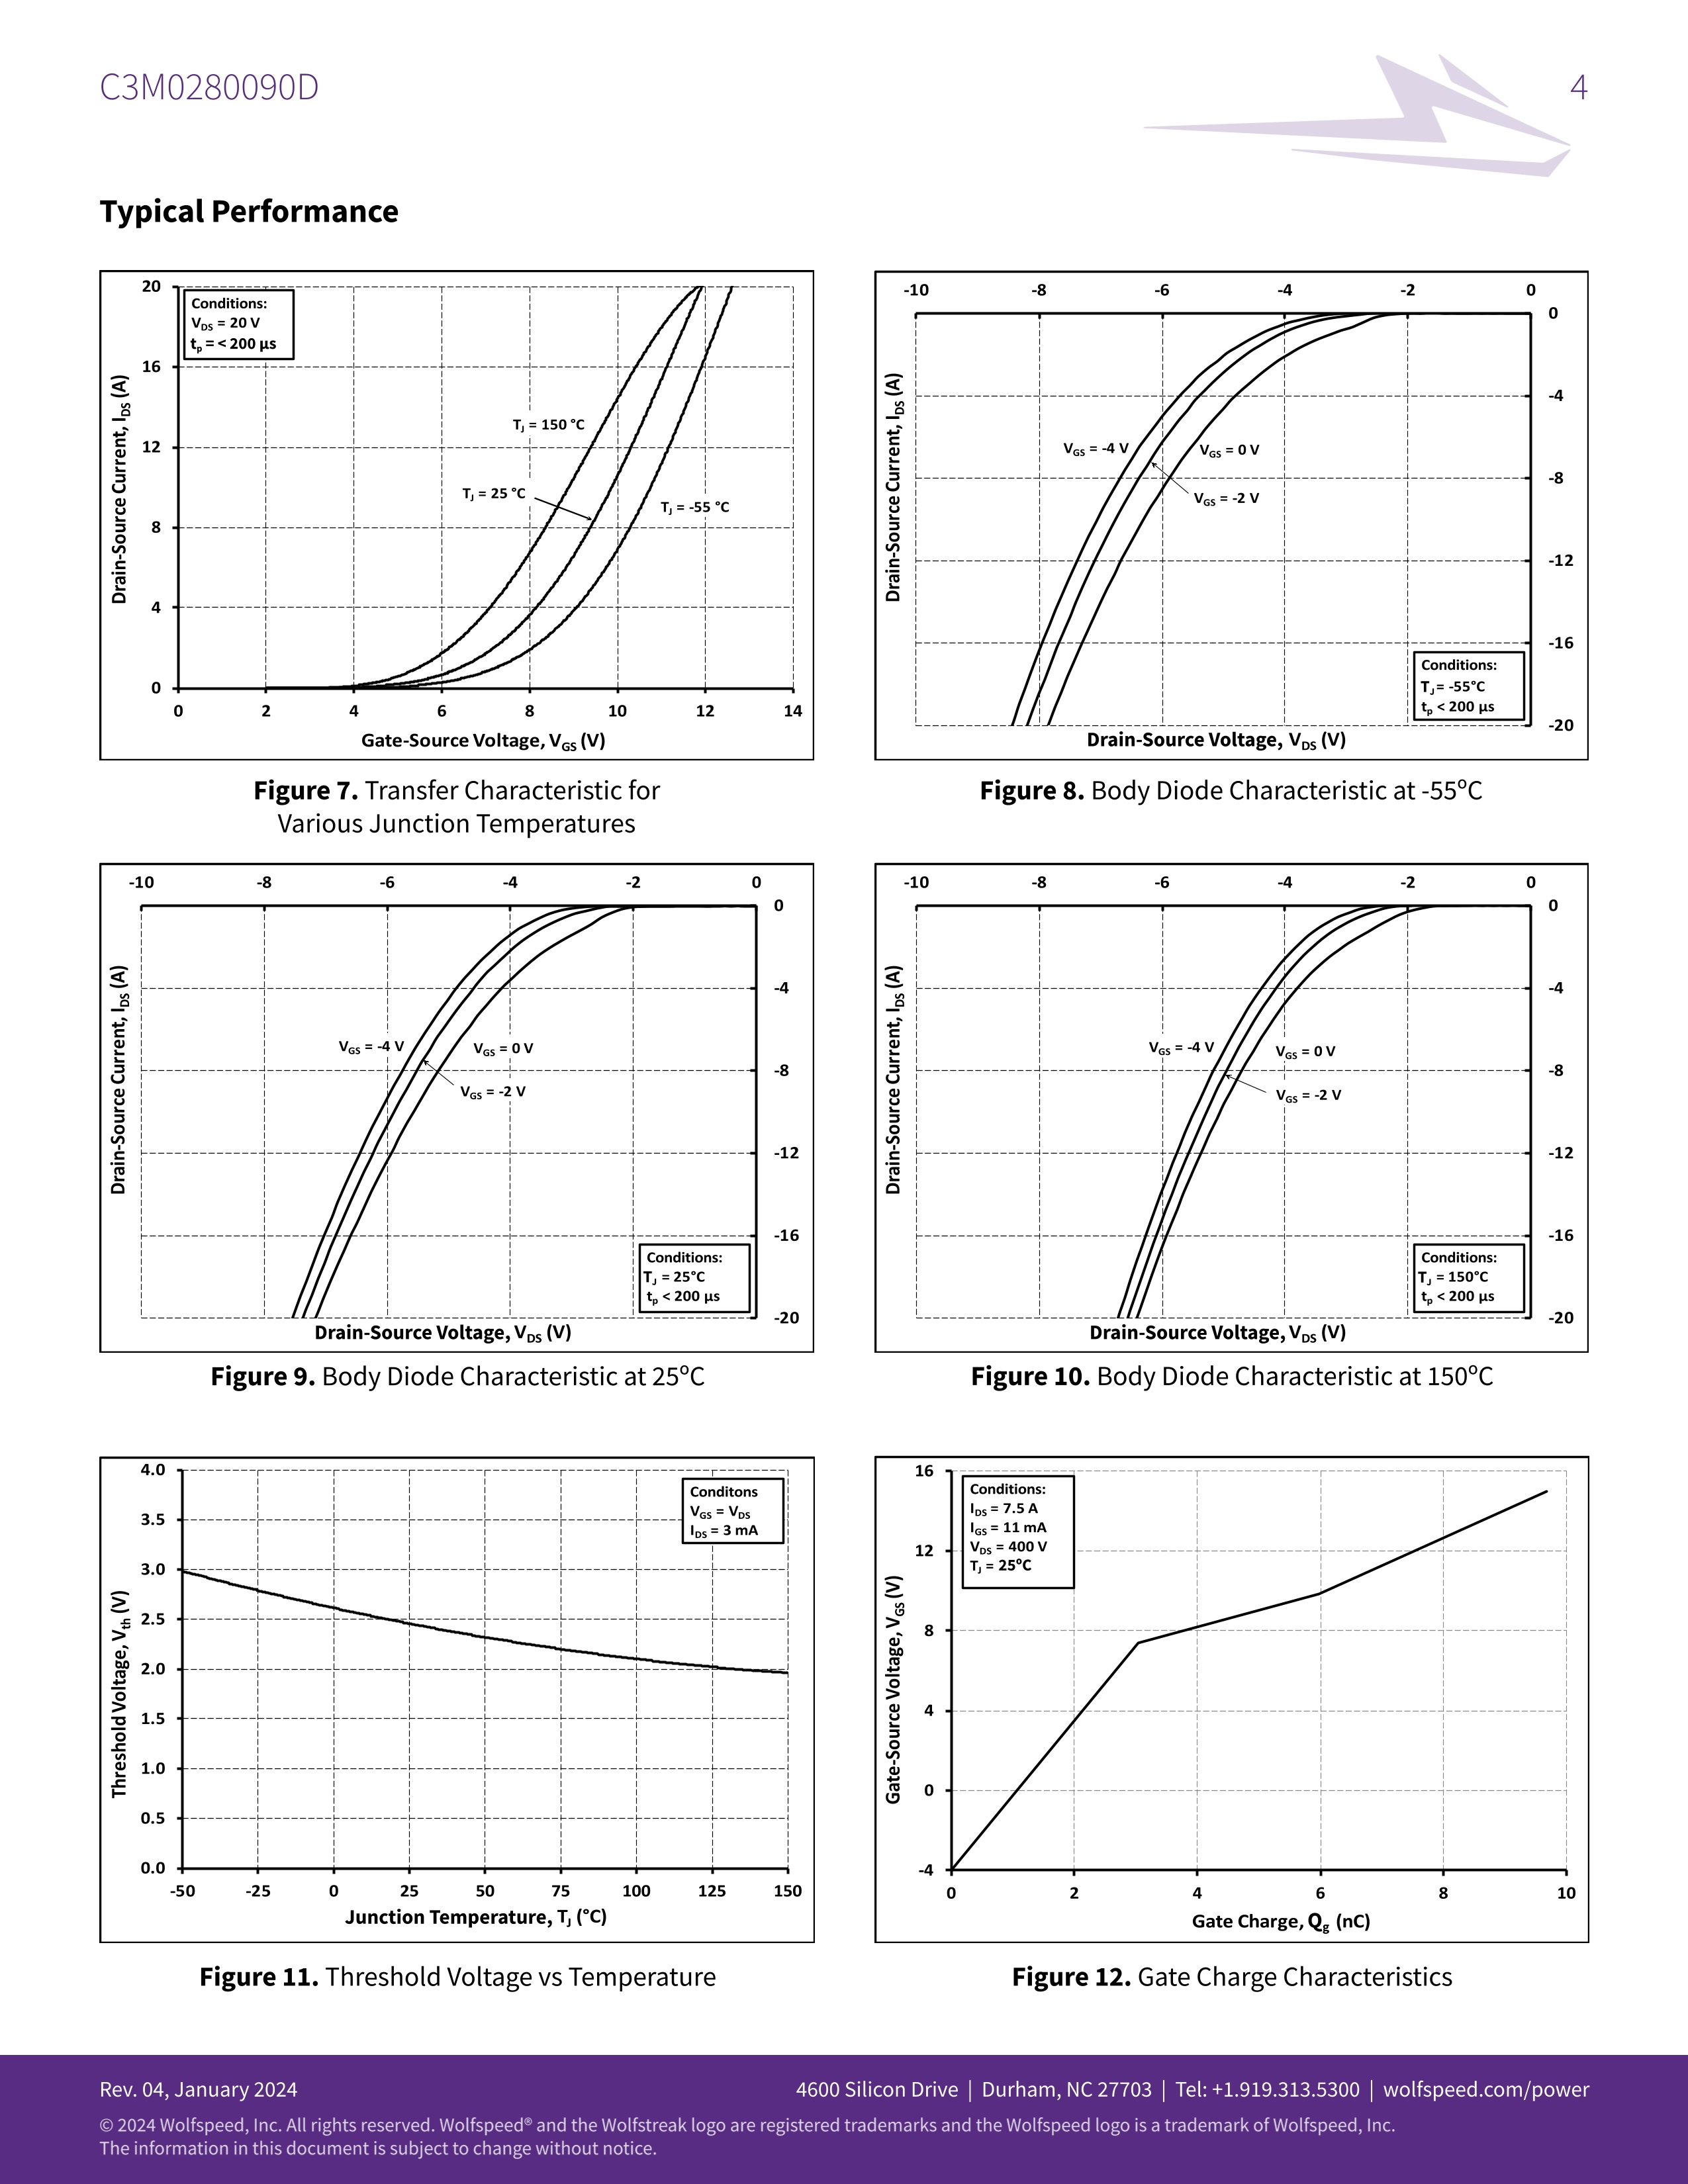 C3M0280090D
4
Typical Performance
20
16
12
8
4
0
0 2 4 6 8 10 12 14
Drain-Source Current, IDS (A)
Gate-Source Voltage, VGS (V)
Conditions:
VDS = 20 V
tp = < 200 µs
TJ = 150 °C
TJ = 25 °C
TJ = -55 °C
Figure 7. Transfer Characteristic for
Various Junction Temperatures
-10 -8 -6 -4 -2 0
0
-4
-8
-12
-16
-20
Drain-Source Current, IDS (A)
Drain-Source Voltage, VDS (V)
VGS = -4 V
VGS = 0 V
VGS = -2 V
Conditions:
TJ = -55°C
tp < 200 µs
Figure 8. Body Diode Characteristic at -55ºC
-10 -8 -6 -4 -2 0
0
-4
-8
-12
-16
-20
Drain-Source Current, IDS (A)
Drain-Source Voltage, VDS (V)
VGS = -4 V
VGS = 0 V
VGS = -2 V
Conditions:
TJ = 25°C
tp < 200 µs
Figure 9. Body Diode Characteristic at 25ºC
-10 -8 -6 -4 -2 0
0
-4
-8
-12
-16
-20
Drain-Source Current, IDS (A)
Drain-Source Voltage, VDS (V)
VGS = -4 V
VGS = 0 V
VGS = -2 V
Conditions:
TJ = 150°C
tp < 200 µs
Figure 10. Body Diode Characteristic at 150ºC
4.0
3.5
3.0
2.5
2.0
1.5
1.0
0.5
0.0
-50 -25 0 25 50 75 100 125 150
Threshold Voltage, Vth (V)
Junction Temperature, TJ (°C)
Conditons
VGS = VDS
IDS = 3 mA
Figure 11. Threshold Voltage vs Temperature
16
12
8
4
0
-4
0 2 4 6 8 10
Gate-Source Voltage, VGS (V)
Gate Charge, Qg (nC)
Conditions:
IDS = 7.5 A
IGS = 11 mA
VDS = 400 V
TJ = 25°C
Figure 12. Gate Charge Characteristics
Rev. 04, January 2024
4600 Silicon Drive | Durham, NC 27703 | Tel: +1.919.313.5300 | wolfspeed.com/power
© 2024 Wolfspeed, Inc. All rights reserved. Wolfspeed® and the Wolfstreak logo are registered trademarks and the Wolfspeed logo is a trademark of Wolfspeed, Inc.
The information in this document is subject to change without notice.